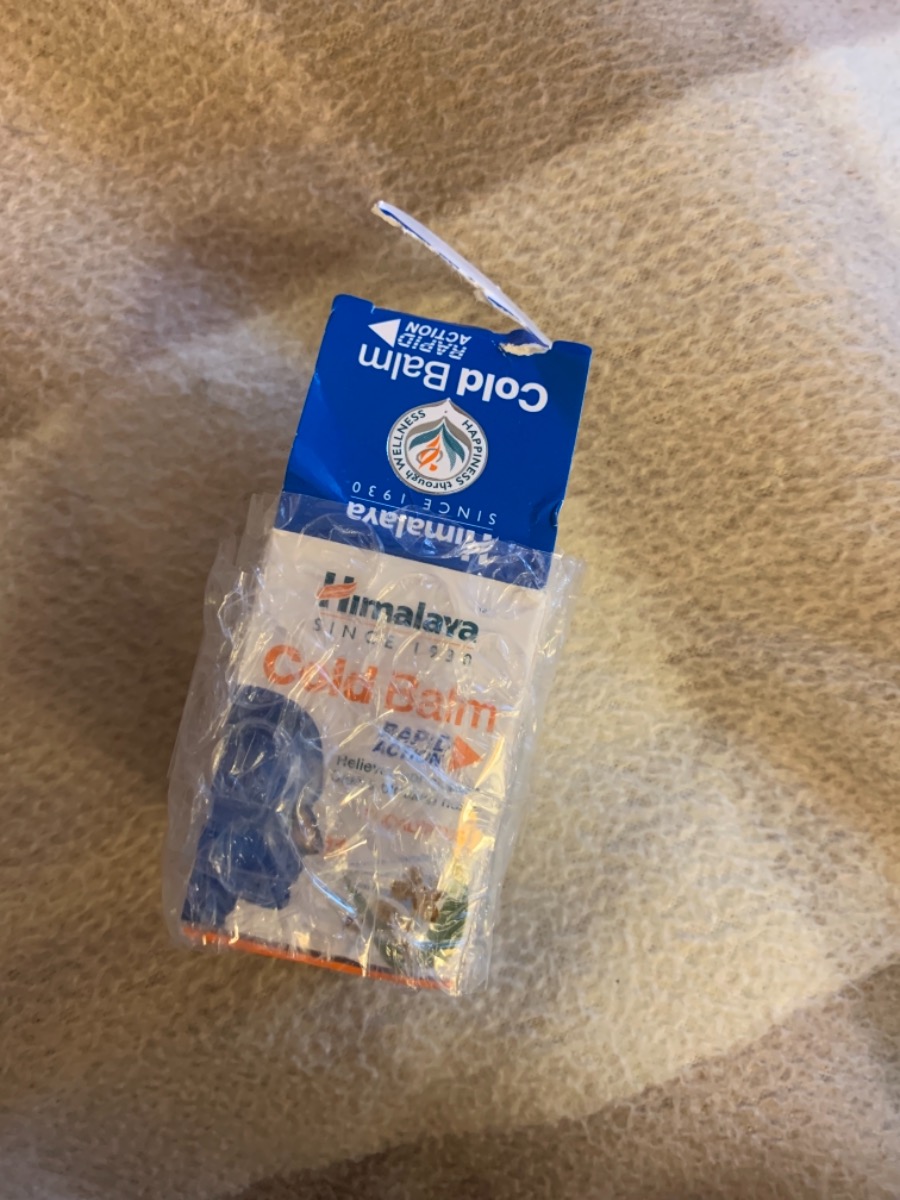 RAPID
ACTION
Cold Balm
HAPPINESS through WELLNESS
SINCE 1930
Himalaya
Himalaya
SINCE 1930
Cold Balm
RAPID
ACTION